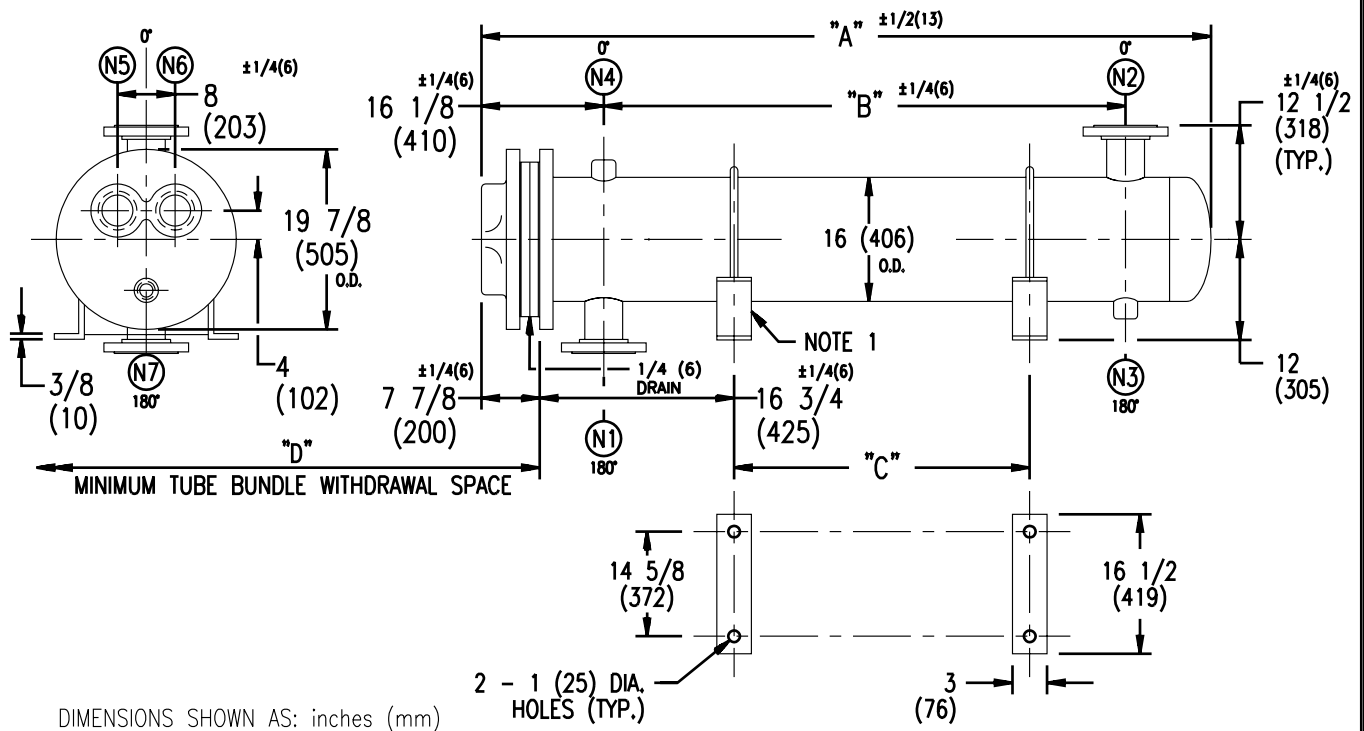 "A" ±1/2(13)
0°
N5 N6
±1/4(6)
8
(203)
±1/4(6)
16 1/8
(410)
0°
N4
"B" ±1/4(6)
0°
N2
±1/4(6)
12 1/2
(318)
(TYP.)
19 7/8
(505)
O.D.
16 (406)
O.D.
NOTE 1
3/8
(10)
N7
180°
4
(102)
±1/4(6)
7 7/8
(200)
1/4 (6)
DRAIN
±1/4(6)
16 3/4
(425)
N3
180°
12
(305)
N1
180°
"D"
MINIMUM TUBE BUNDLE WITHDRAWAL SPACE
"C"
14 5/8
(372)
16 1/2
(419)
2 - 1 (25) DIA.
HOLES (TYP.)
3
(76)
DIMENSIONS SHOWN AS: inches (mm)